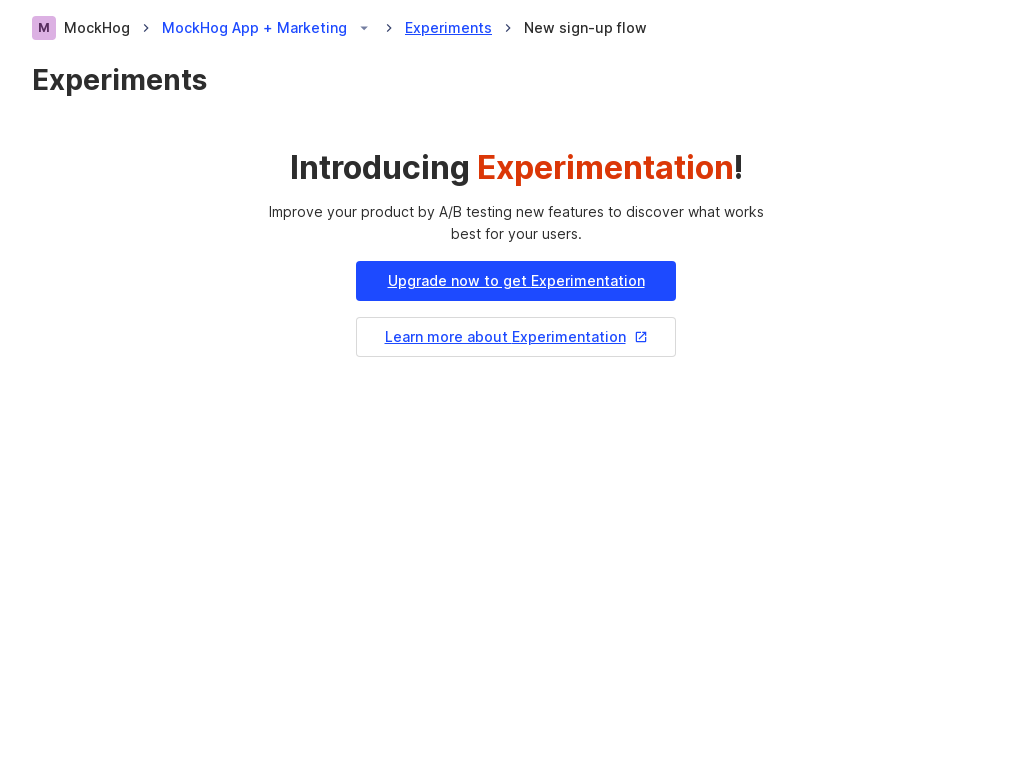 M MockHog MockHog App + Marketing Experiments New sign-up flow
Experiments
Introducing Experimentation!
Improve your product by A/B testing new features to discover what works
best for your users.
Upgrade now to get Experimentation
Learn more about Experimentation